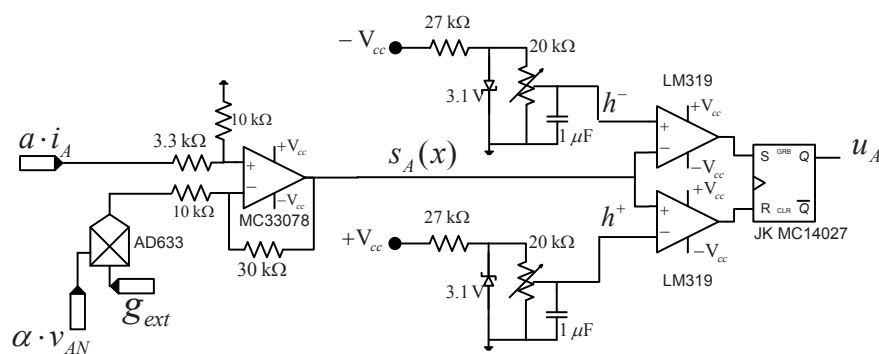 27 kΩ
− V_cc
20 kΩ
3.1 V
1 μF
h⁻
LM319
+V_cc
−V_cc
10 kΩ
3.3 kΩ
a · i_A
+
−
+V_cc
−V_cc
MC33078
10 kΩ
30 kΩ
AD633
g_ext
α · v_AN
s_A(x)
+
−
S GRB Q
R CLR Q̅
JK MC14027
u_A
27 kΩ
+V_cc
20 kΩ
3.1 V
1 μF
h⁺
+
−
+V_cc
−V_cc
LM319